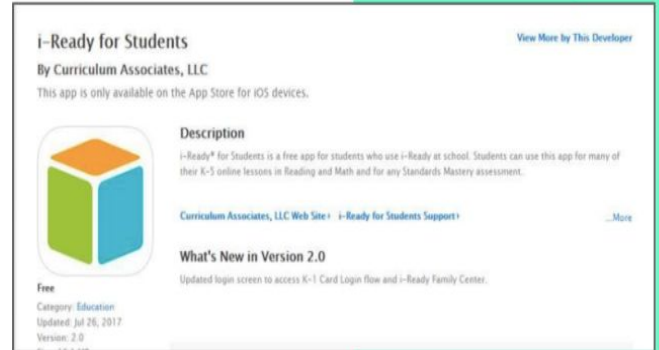 i-Ready for Students
View More by This Developer
By Curriculum Associates, LLC
This app is only available on the App Store for iOS devices.
Description
i-Ready® for Students is a free app for students who use i-Ready at school. Students can use this app for many of
their K-5 online lessons in Reading and Math and for any Standards Mastery assessment.
Curriculum Associates, LLC Web Site› i-Ready for Students Support›
...More
What's New in Version 2.0
Updated login screen to access K-1 Card Login flow and i-Ready Family Center.
Free
Category: Education
Updated: Jul 26, 2017
Version: 2.0